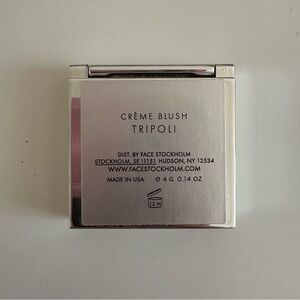 CRÈME BLUSH
TRIPOLI
DIST. BY FACE STOCKHOLM
STOCKHOLM, SE 11151 HUDSON, NY 12534
WWW.FACESTOCKHOLM.COM
MADE IN USA ℮ 4 G 0.14 OZ
12 M